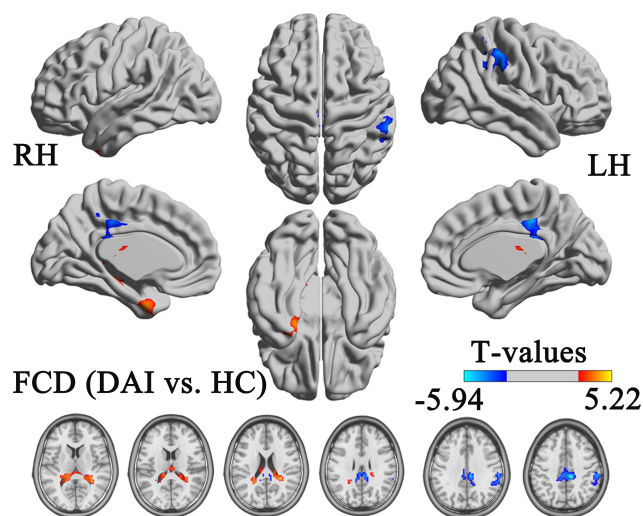 RH
LH
T-values
FCD (DAI vs. HC)
-5.94
5.22